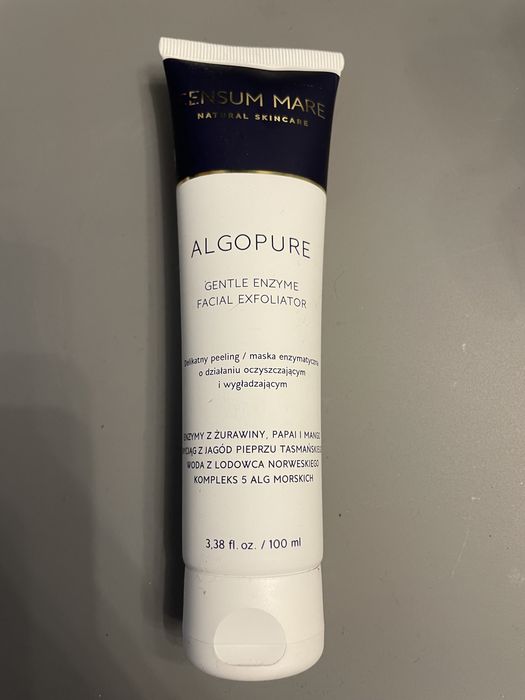 SENSUM MARE
NATURAL SKINCARE
ALGOPURE
GENTLE ENZYME
FACIAL EXFOLIATOR
Delikatny peeling / maska enzymatyczna
o działaniu oczyszczającym
i wygładzającym
ENZYMY Z ŻURAWINY, PAPAI I MANGO
WYCIĄG Z JAGÓD PIEPRZU TASMAŃSKIEGO
WODA Z LODOWCA NORWESKIEGO
KOMPLEKS 5 ALG MORSKICH
3,38 fl. oz. / 100 ml